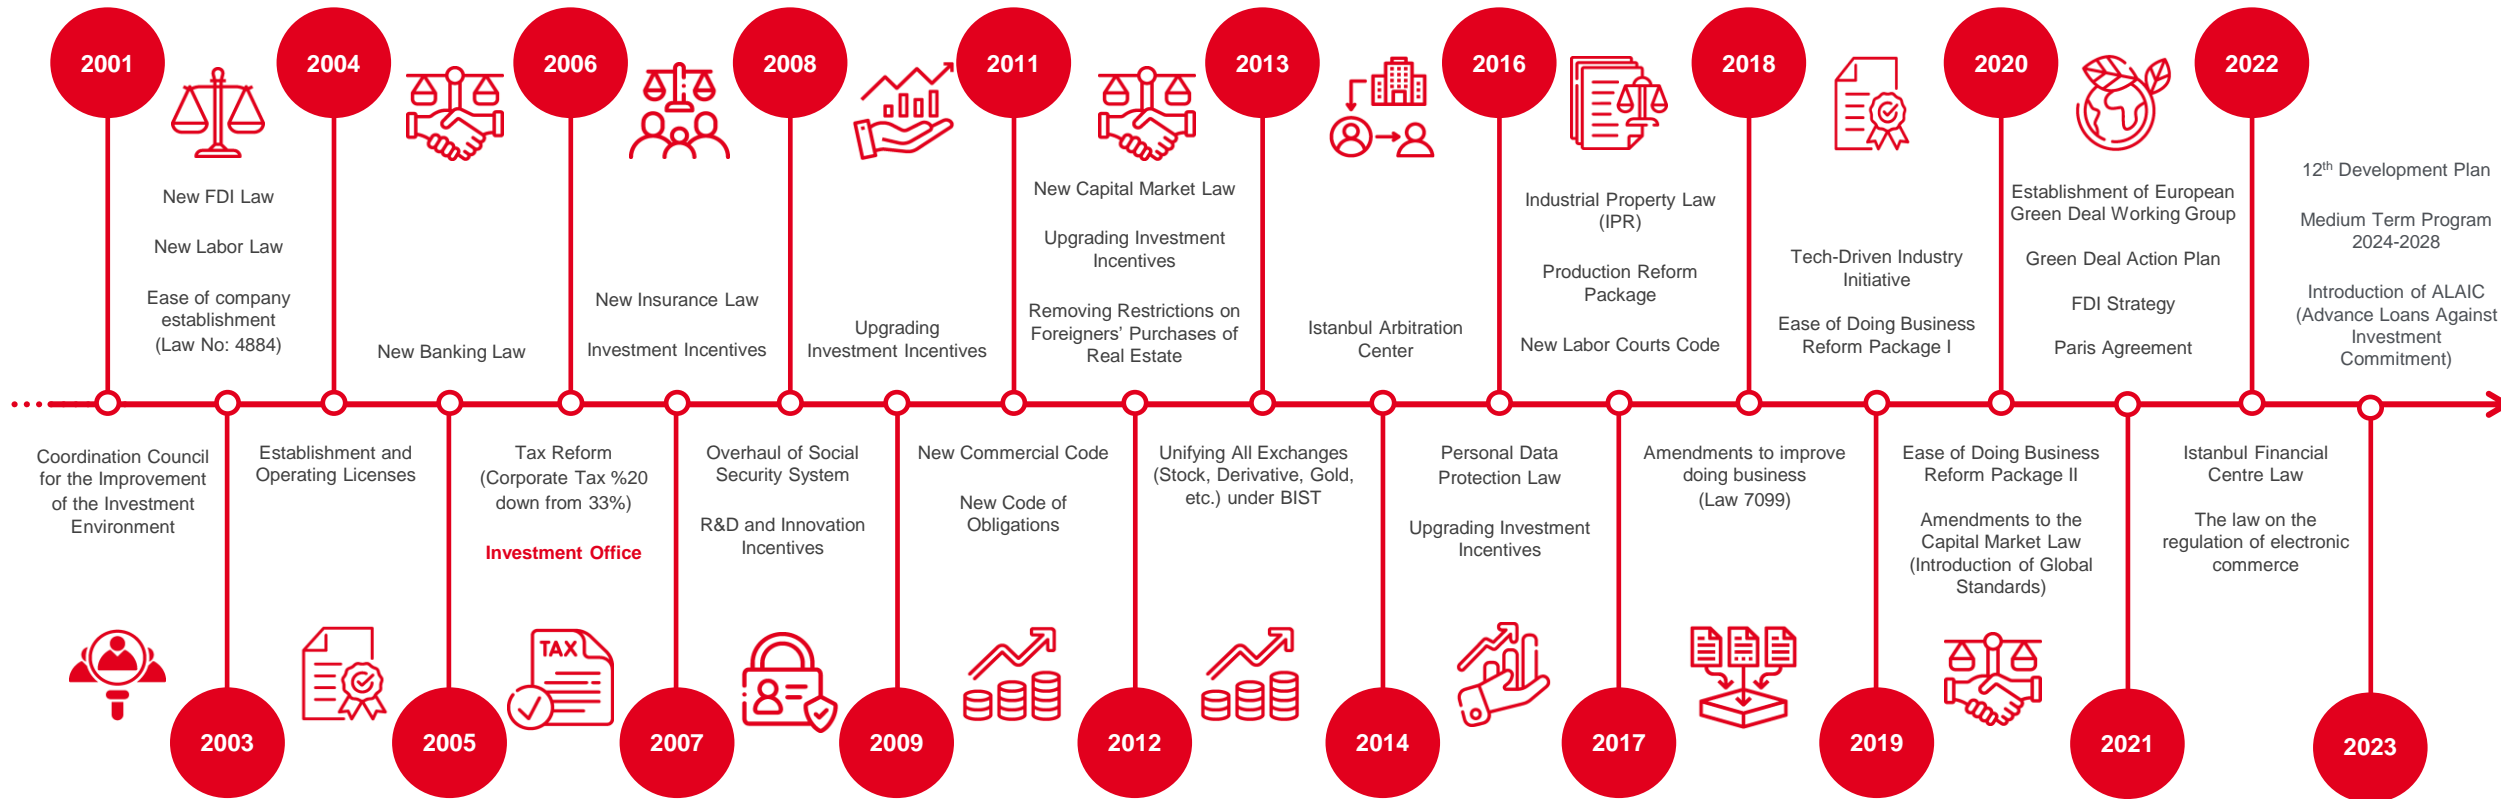 2001
2004
2006
2008
2011
2013
2016
2018
2020
2022
New FDI Law
New Labor Law
Ease of company
establishment
(Law No: 4884)
New Banking Law
New Insurance Law
Investment Incentives
Upgrading
Investment Incentives
New Capital Market Law
Upgrading Investment
Incentives
Removing Restrictions on
Foreigners’ Purchases of
Real Estate
Istanbul Arbitration
Center
Industrial Property Law
(IPR)
Production Reform
Package
New Labor Courts Code
Tech-Driven Industry
Initiative
Ease of Doing Business
Reform Package I
Establishment of European
Green Deal Working Group
Green Deal Action Plan
FDI Strategy
Paris Agreement
12th Development Plan
Medium Term Program
2024-2028
Introduction of ALAIC
(Advance Loans Against
Investment
Commitment)
Coordination Council
for the Improvement
of the Investment
Environment
Establishment and
Operating Licenses
Tax Reform
(Corporate Tax %20
down from 33%)
Investment Office
Overhaul of Social
Security System
R&D and Innovation
Incentives
New Commercial Code
New Code of
Obligations
Unifying All Exchanges
(Stock, Derivative, Gold,
etc.) under BIST
Personal Data
Protection Law
Upgrading Investment
Incentives
Amendments to improve
doing business
(Law 7099)
Ease of Doing Business
Reform Package II
Amendments to the
Capital Market Law
(Introduction of Global
Standards)
Istanbul Financial
Centre Law
The law on the
regulation of electronic
commerce
TAX
2003
2005
2007
2009
2012
2014
2017
2019
2021
2023